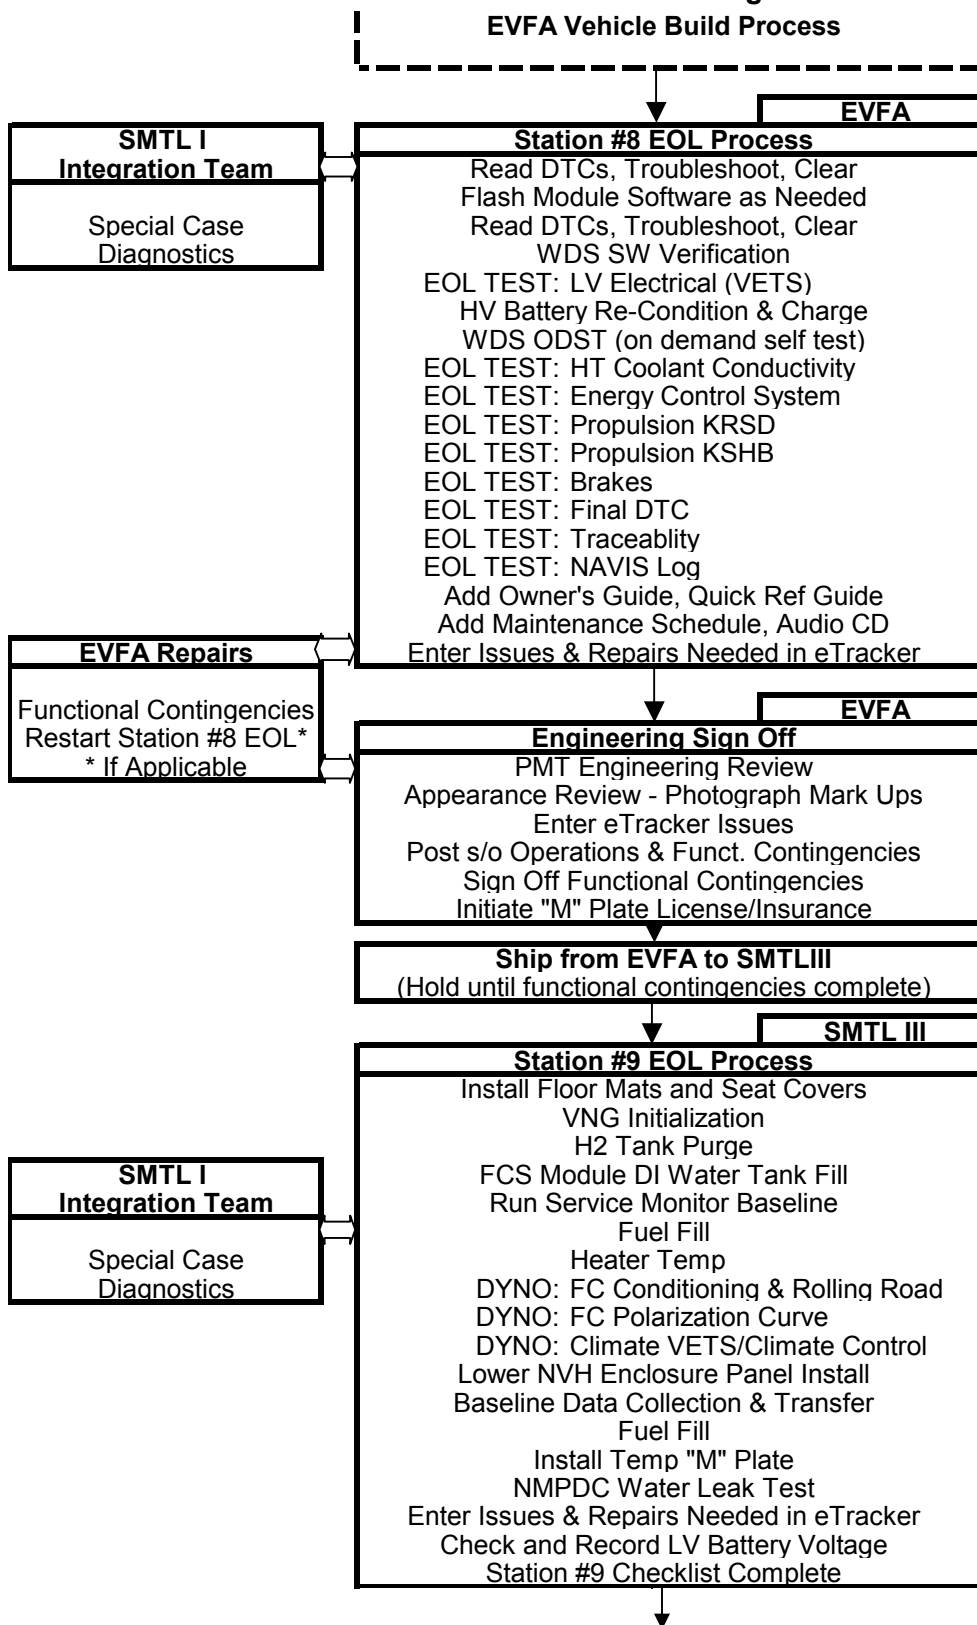 EVFA Vehicle Build Process
EVFA
SMTL I
Integration Team
Special Case
Diagnostics
Station #8 EOL Process
Read DTCs, Troubleshoot, Clear
Flash Module Software as Needed
Read DTCs, Troubleshoot, Clear
WDS SW Verification
EOL TEST: LV Electrical (VETS)
HV Battery Re-Condition & Charge
WDS ODST (on demand self test)
EOL TEST: HT Coolant Conductivity
EOL TEST: Energy Control System
EOL TEST: Propulsion KRSD
EOL TEST: Propulsion KSHB
EOL TEST: Brakes
EOL TEST: Final DTC
EOL TEST: Traceablity
EOL TEST: NAVIS Log
Add Owner's Guide, Quick Ref Guide
Add Maintenance Schedule, Audio CD
Enter Issues & Repairs Needed in eTracker
EVFA Repairs
Functional Contingencies
Restart Station #8 EOL*
* If Applicable
EVFA
Engineering Sign Off
PMT Engineering Review
Appearance Review - Photograph Mark Ups
Enter eTracker Issues
Post s/o Operations & Funct. Contingencies
Sign Off Functional Contingencies
Initiate "M" Plate License/Insurance
Ship from EVFA to SMTLIII
(Hold until functional contingencies complete)
SMTL III
Station #9 EOL Process
Install Floor Mats and Seat Covers
VNG Initialization
H2 Tank Purge
FCS Module DI Water Tank Fill
Run Service Monitor Baseline
Fuel Fill
Heater Temp
DYNO: FC Conditioning & Rolling Road
DYNO: FC Polarization Curve
DYNO: Climate VETS/Climate Control
Lower NVH Enclosure Panel Install
Baseline Data Collection & Transfer
Fuel Fill
Install Temp "M" Plate
NMPDC Water Leak Test
Enter Issues & Repairs Needed in eTracker
Check and Record LV Battery Voltage
Station #9 Checklist Complete
SMTL I
Integration Team
Special Case
Diagnostics